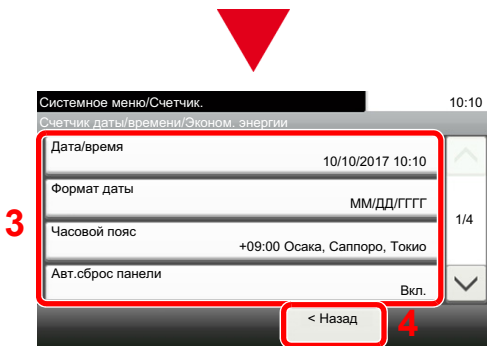 Системное меню/Счетчик.
10:10
Счетчик даты/времени/Эконом. энергии
Дата/время
10/10/2017 10:10
Формат даты
ММ/ДД/ГГГГ
1/4
3
Часовой пояс
+09:00 Осака, Саппоро, Токио
Авт.сброс панели
Вкл.
< Назад
4